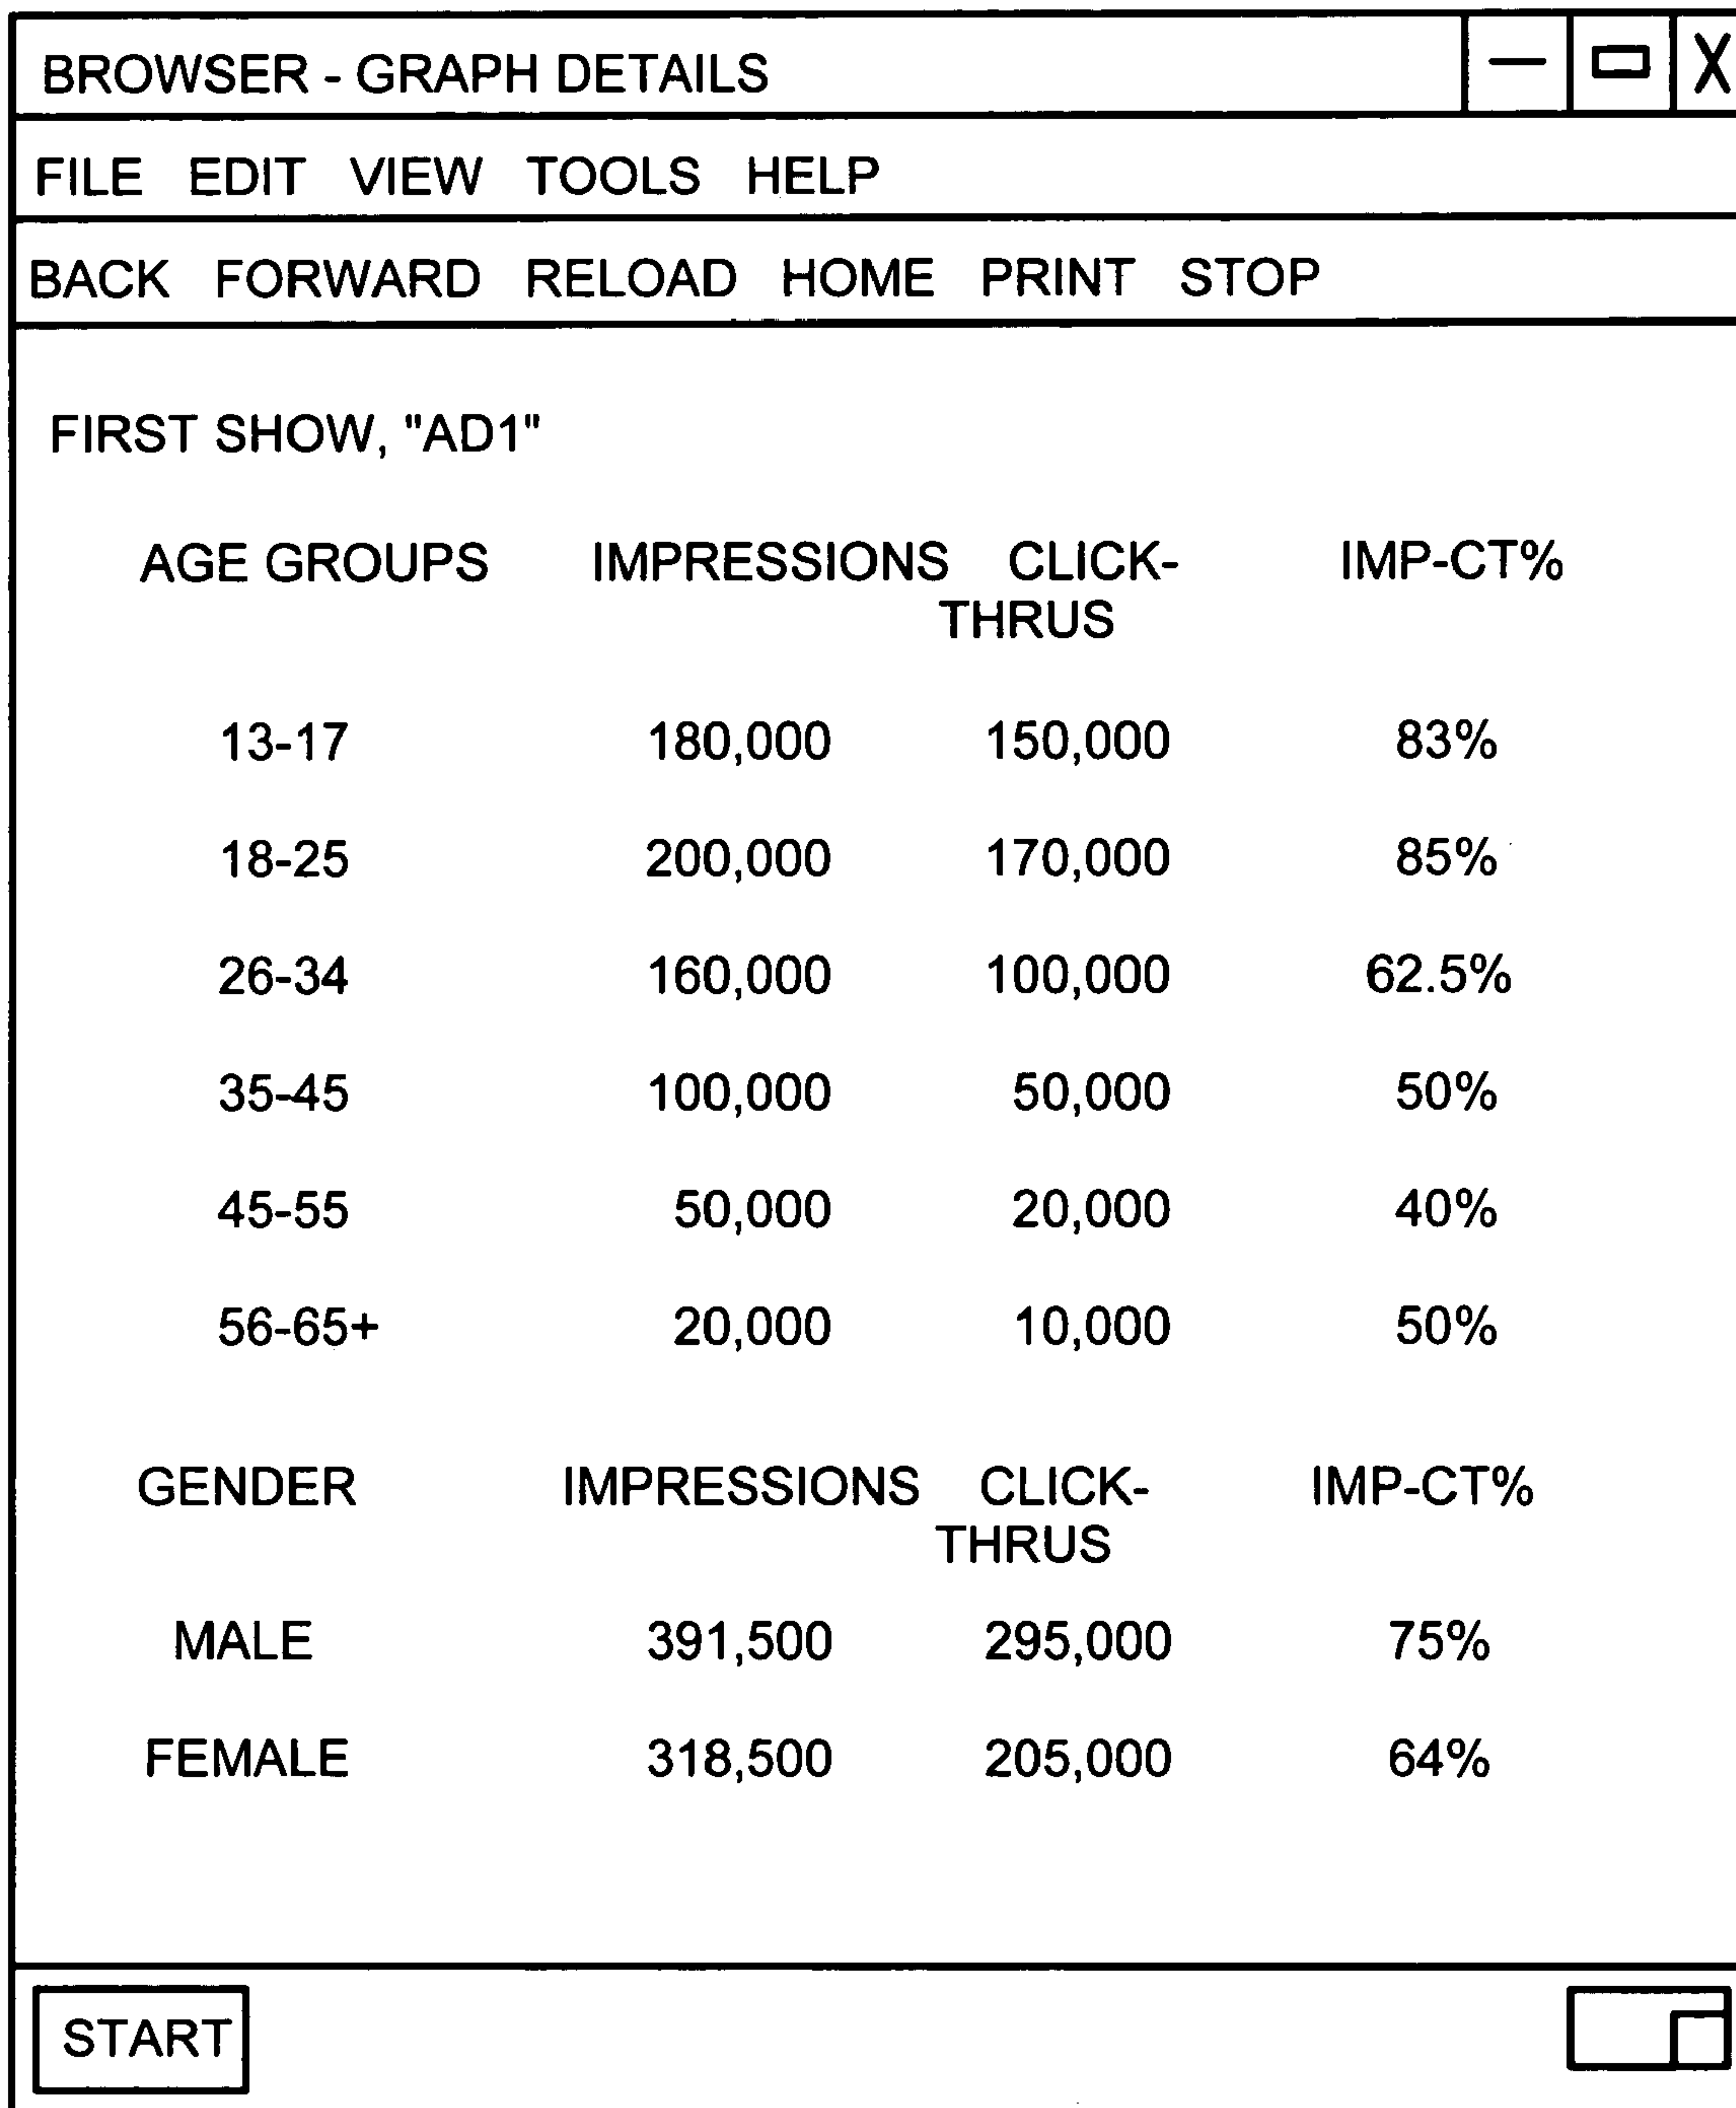 BROWSER - GRAPH DETAILS X
FILE EDIT VIEW TOOLS HELP
BACK FORWARD RELOAD HOME PRINT STOP
FIRST SHOW, "AD1"
AGE GROUPS IMPRESSIONS CLICK- IMP-CT%
THRUS
13-17 180,000 150,000 83%
18-25 200,000 170,000 85%
26-34 160,000 100,000 62.5%
35-45 100,000 50,000 50%
45-55 50,000 20,000 40%
56-65+ 20,000 10,000 50%
GENDER IMPRESSIONS CLICK- IMP-CT%
THRUS
MALE 391,500 295,000 75%
FEMALE 318,500 205,000 64%
START